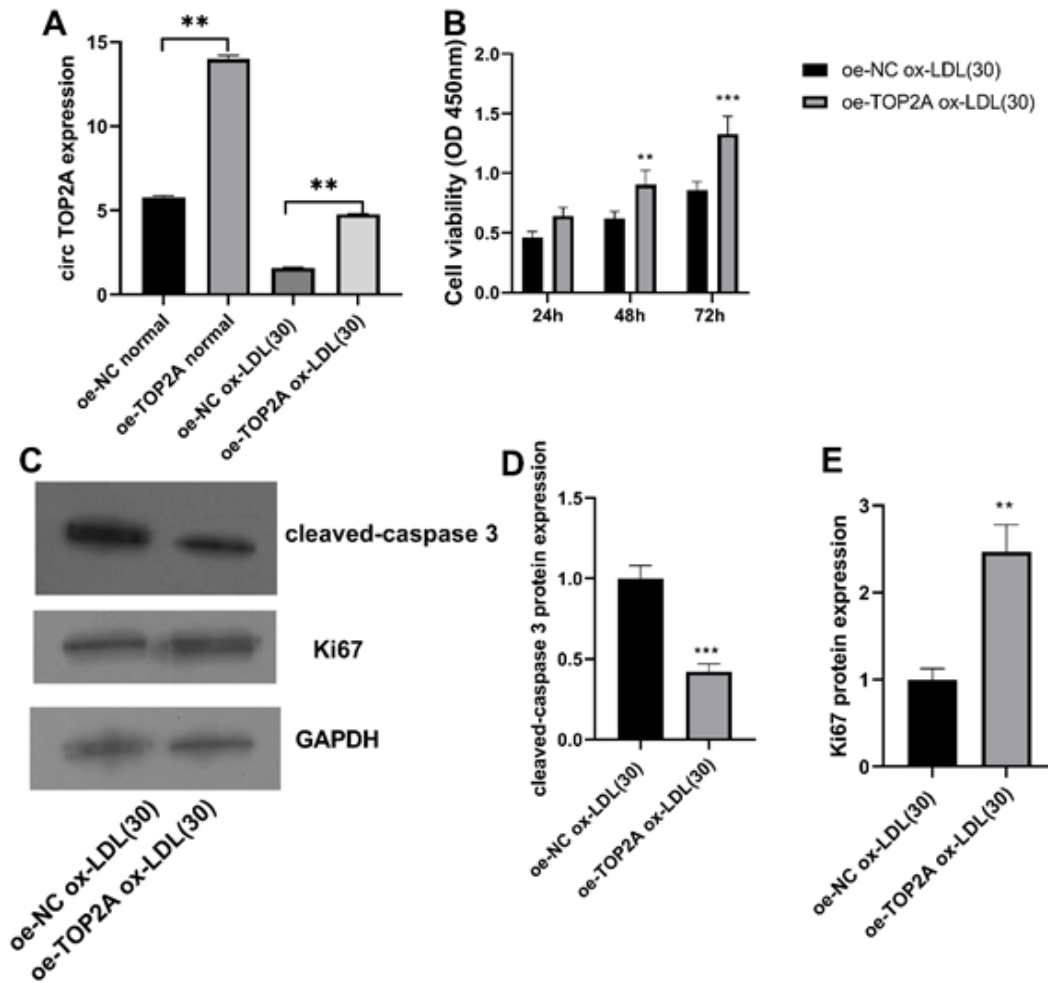 A
circ TOP2A expression
15
10
5
0
**
**
oe-NC normal
oe-TOP2A normal
oe-NC ox-LDL(30)
oe-TOP2A ox-LDL(30)
B
Cell viability (OD 450nm)
2.0
1.5
1.0
0.5
0.0
**
***
24h
48h
72h
oe-NC ox-LDL(30)
oe-TOP2A ox-LDL(30)
C
cleaved-caspase 3
Ki67
GAPDH
oe-NC ox-LDL(30)
oe-TOP2A ox-LDL(30)
D
cleaved-caspase 3 protein expression
1.5
1.0
0.5
0.0
***
oe-NC ox-LDL(30)
oe-TOP2A ox-LDL(30)
E
Ki67 protein expression
3
2
1
0
**
oe-NC ox-LDL(30)
oe-TOP2A ox-LDL(30)